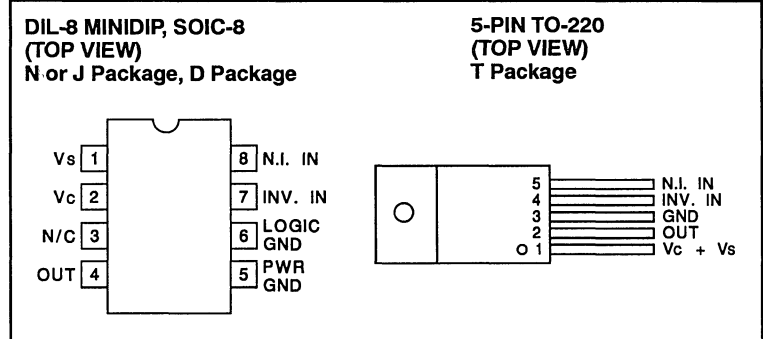 DIL-8 MINIDIP, SOIC-8
(TOP VIEW)
N or J Package, D Package
Vs 1
Vc 2
N/C 3
OUT 4
8 N.I. IN
7 INV. IN
6 LOGIC GND
5 PWR GND
5-PIN TO-220
(TOP VIEW)
T Package
5 N.I. IN
4 INV. IN
3 GND
2 OUT
1 Vc + Vs